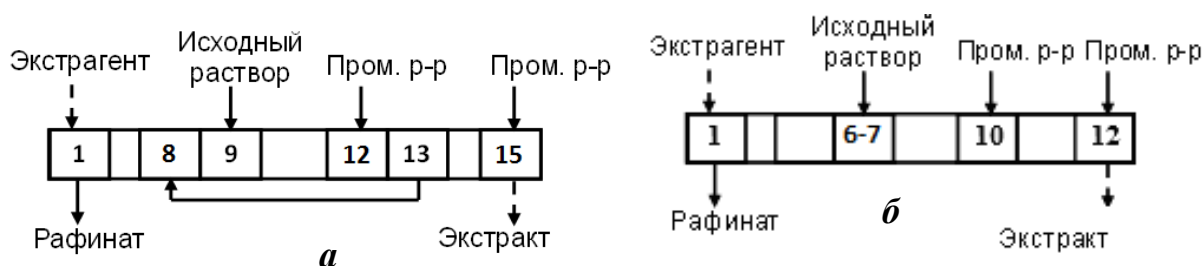 Экстрагент
Исходный
раствор
Пром. р-р
Пром. р-р
1
8
9
12
13
15
Рафинат
Экстракт
а
Экстрагент
Исходный
раствор
Пром. р-р
Пром. р-р
1
6-7
10
12
Рафинат
Экстракт
б